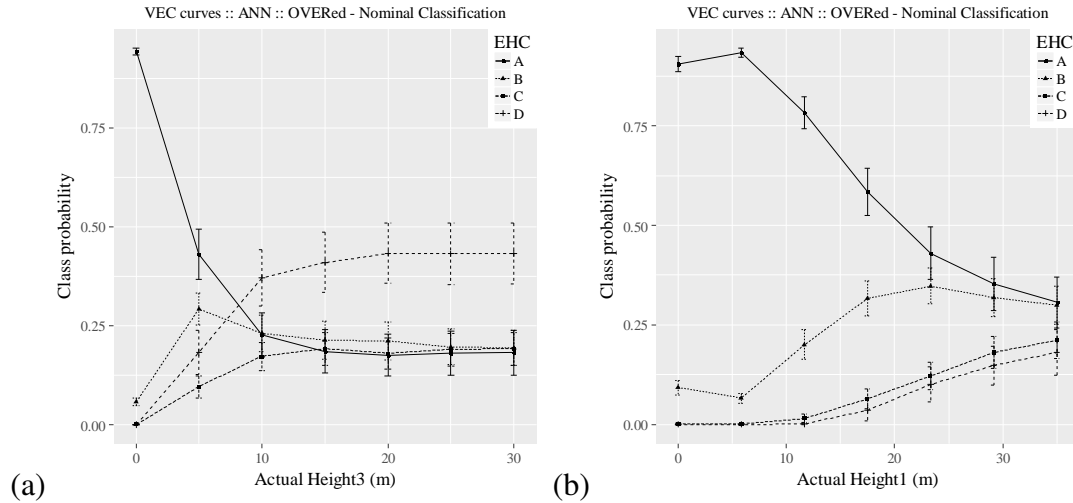 VEC curves :: ANN :: OVERed - Nominal Classification
EHC
A
B
C
D
0.75
0.50
0.25
0.00
Class probability
0
10
20
30
Actual Height3 (m)
(a)
VEC curves :: ANN :: OVERed - Nominal Classification
EHC
A
B
C
D
0.75
0.50
0.25
0.00
Class probability
0
10
20
30
Actual Height1 (m)
(b)